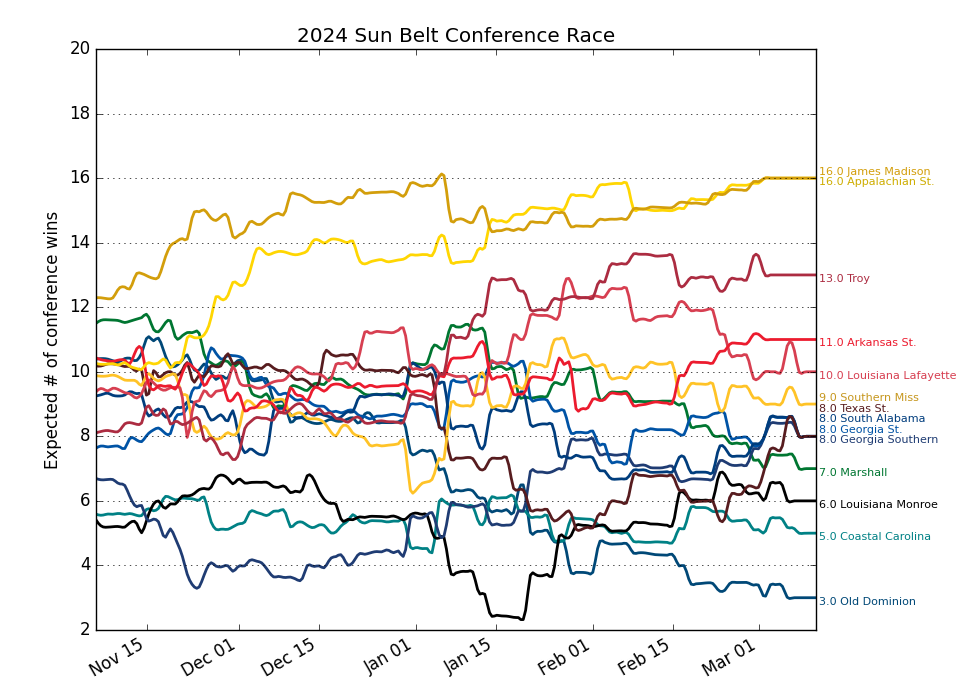 2024 Sun Belt Conference Race
Expected # of conference wins
20
18
16
14
12
10
8
6
4
2
16.0 James Madison
16.0 Appalachian St.
13.0 Troy
11.0 Arkansas St.
10.0 Louisiana Lafayette
9.0 Southern Miss
8.0 Texas St.
8.0 South Alabama
8.0 Georgia St.
8.0 Georgia Southern
7.0 Marshall
6.0 Louisiana Monroe
5.0 Coastal Carolina
3.0 Old Dominion
Nov 15
Dec 01
Dec 15
Jan 01
Jan 15
Feb 01
Feb 15
Mar 01